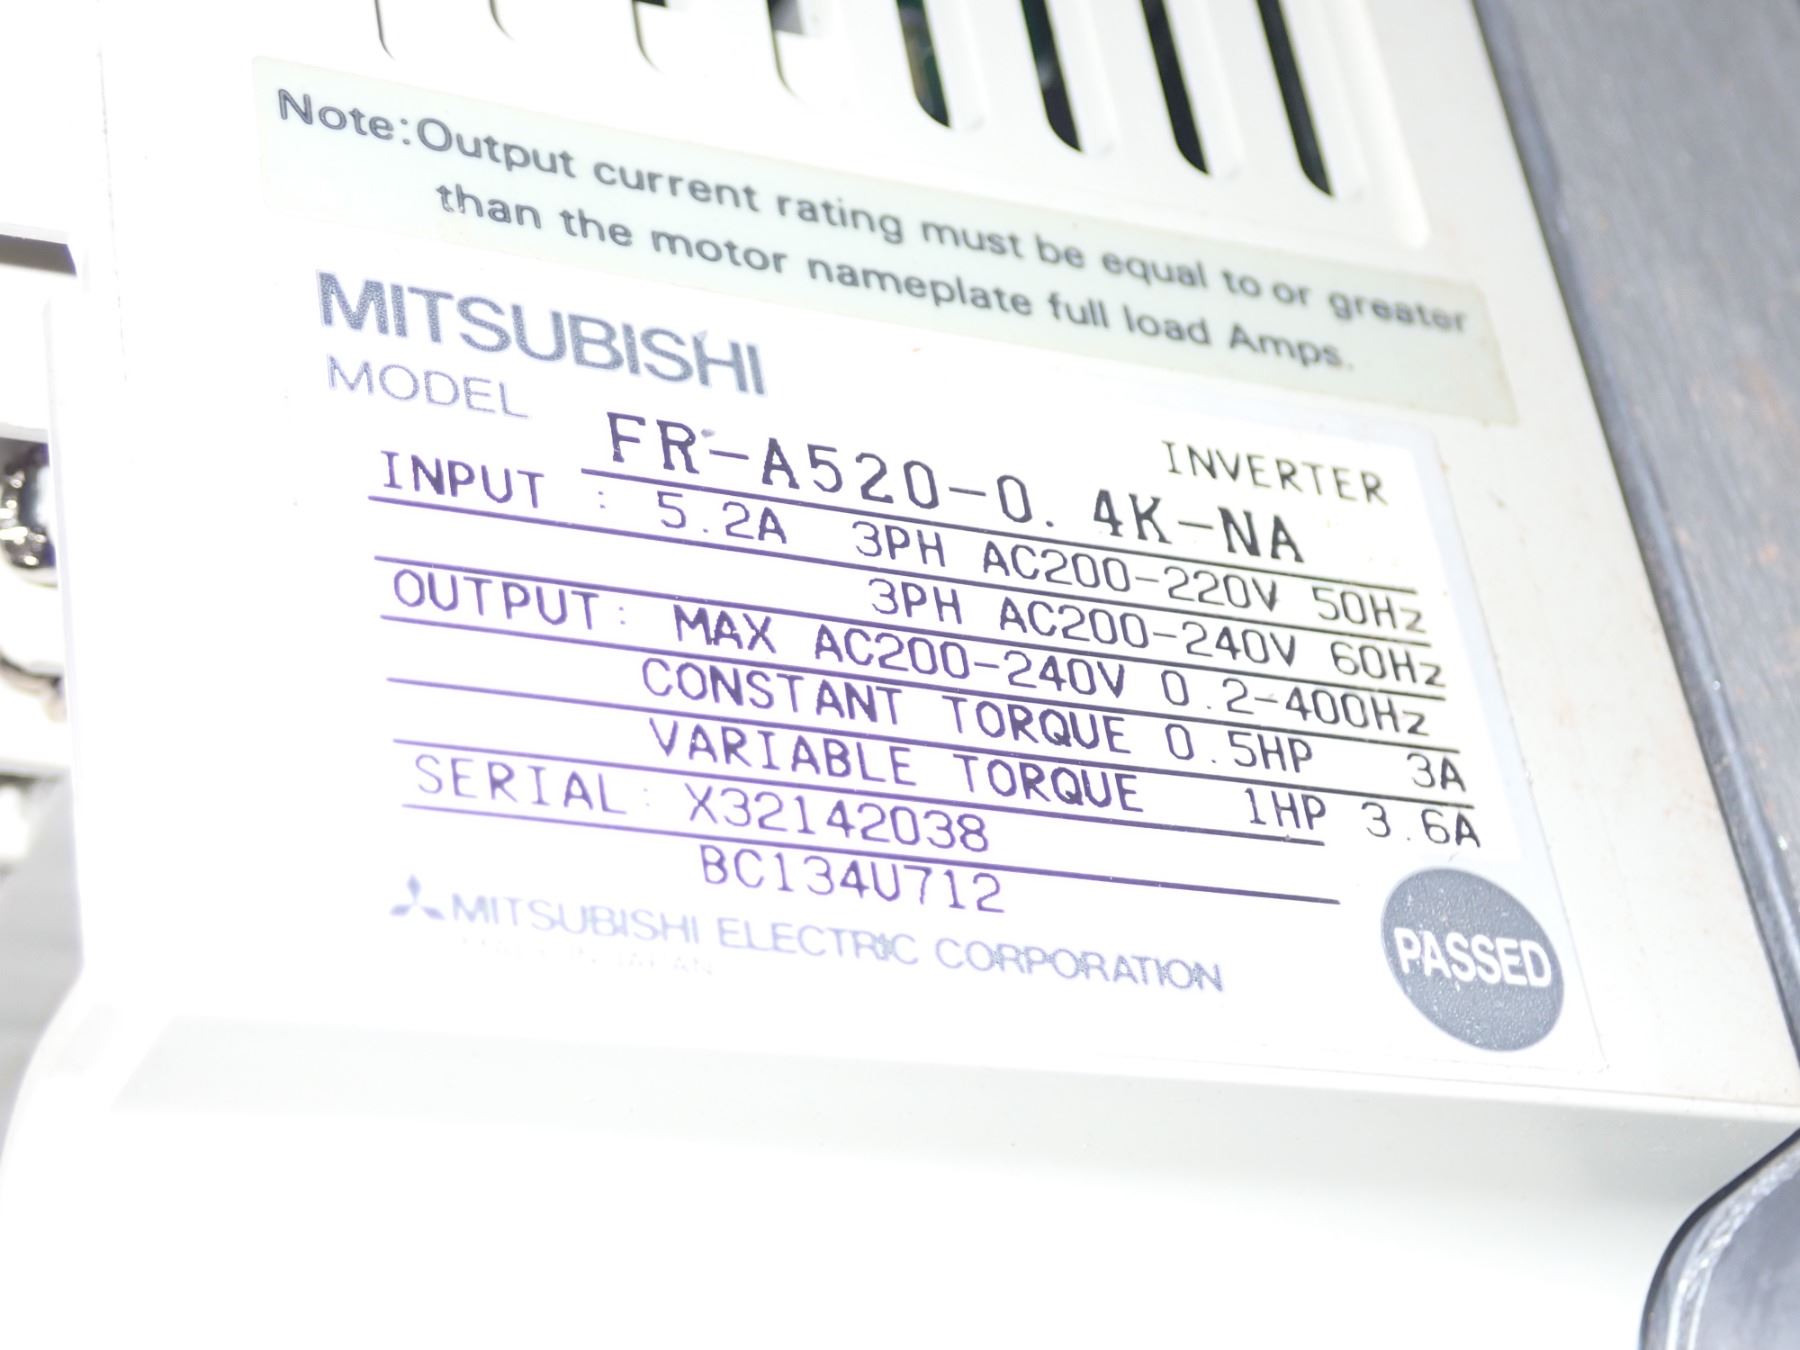 Note:Output current rating must be equal to or greater
than the motor nameplate full load Amps.
MITSUBISHI
MODEL FR-A520-0.4K-NA INVERTER
INPUT : 5.2A 3PH AC200-220V 50Hz
3PH AC200-240V 60Hz
OUTPUT: MAX AC200-240V 0.2-400Hz
CONSTANT TORQUE 0.5HP 3A
VARIABLE TORQUE 1HP 3.6A
SERIAL: X32142038
BC134U712
MITSUBISHI ELECTRIC CORPORATION
IN JAPAN
PASSED